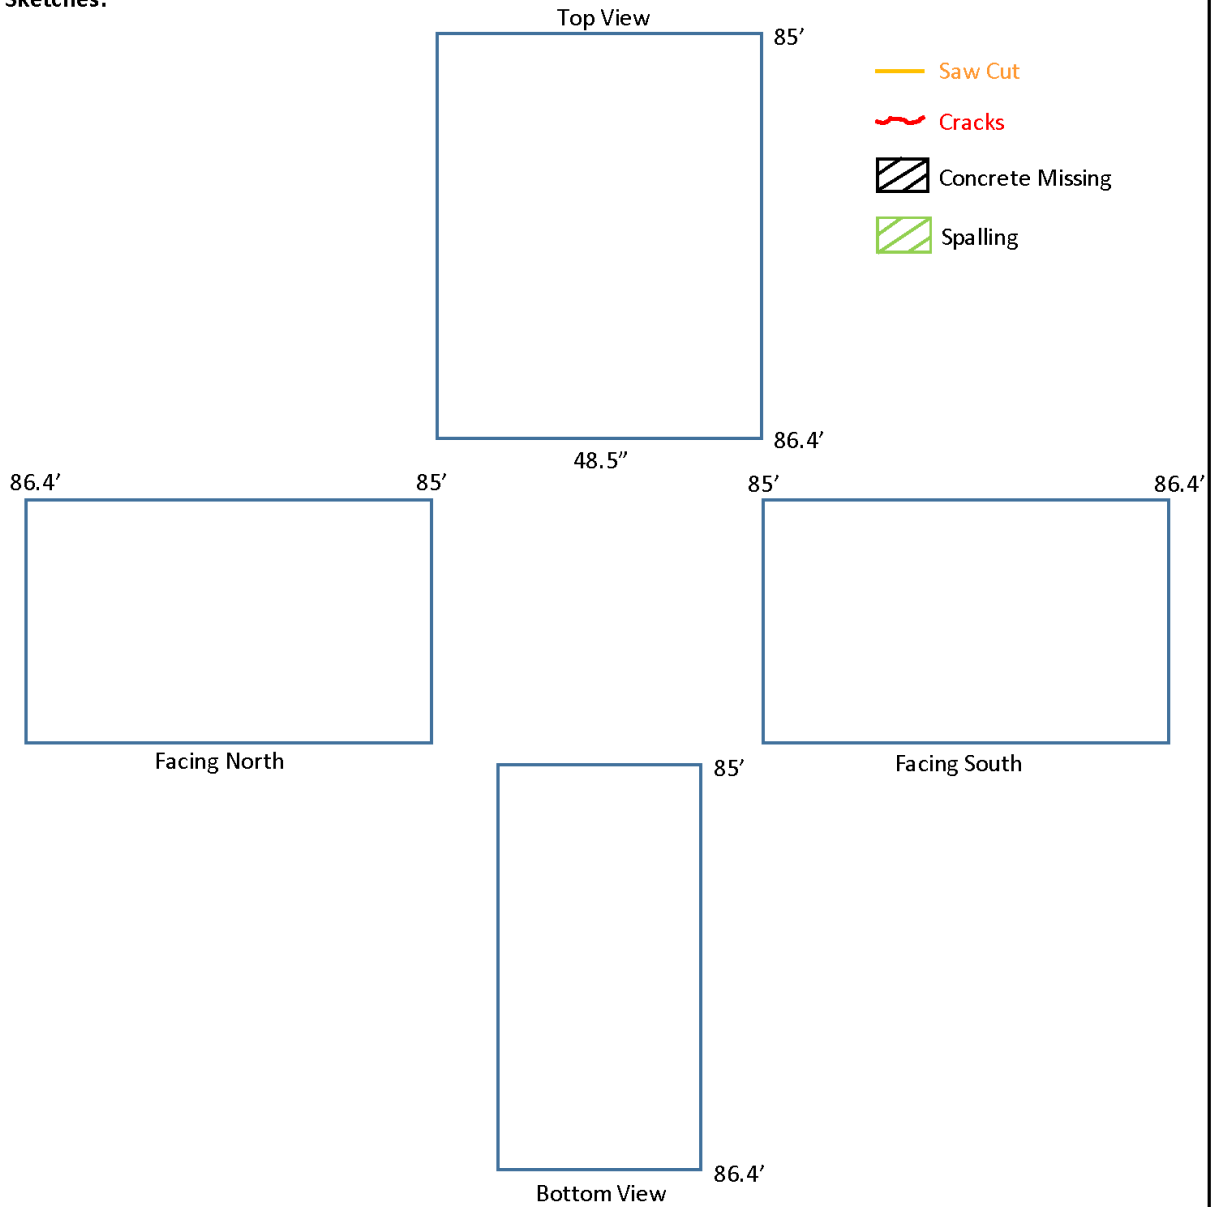 Sketches:
Top View
85’
Saw Cut
Cracks
Concrete Missing
Spalling
86.4’
48.5”
86.4’ 85’ 85’ 86.4’
Facing North Facing South
85’
86.4’
Bottom View